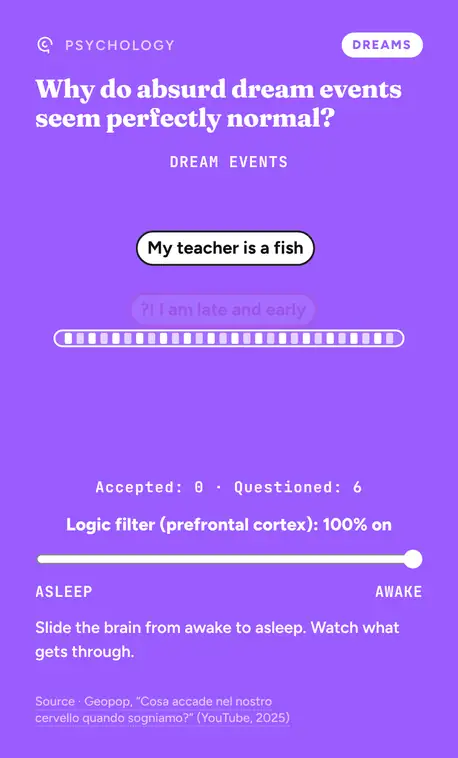 PSYCHOLOGY
DREAMS
Why do absurd dream events
seem perfectly normal?
DREAM EVENTS
My teacher is a fish
?! I am late and early
Accepted: 0 · Questioned: 6
Logic filter (prefrontal cortex): 100% on
ASLEEP
AWAKE
Slide the brain from awake to asleep. Watch what
gets through.
Source · Geopop, “Cosa accade nel nostro
cervello quando sogniamo?” (YouTube, 2025)